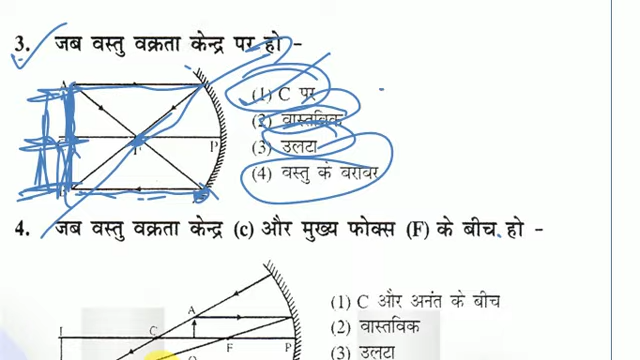 3. जब वस्तु वक्रता केन्द्र पर हो -
A
(1) C पर
(2) वास्तविक
F
P
(3) उलटा
(4) वस्तु के बराबर
4. जब वस्तु वक्रता केन्द्र (c) और मुख्य फोक्स (F) के बीच हो -
A
(1) C और अनंत के बीच
I
C
F
P
(2) वास्तविक
(3) उलटा